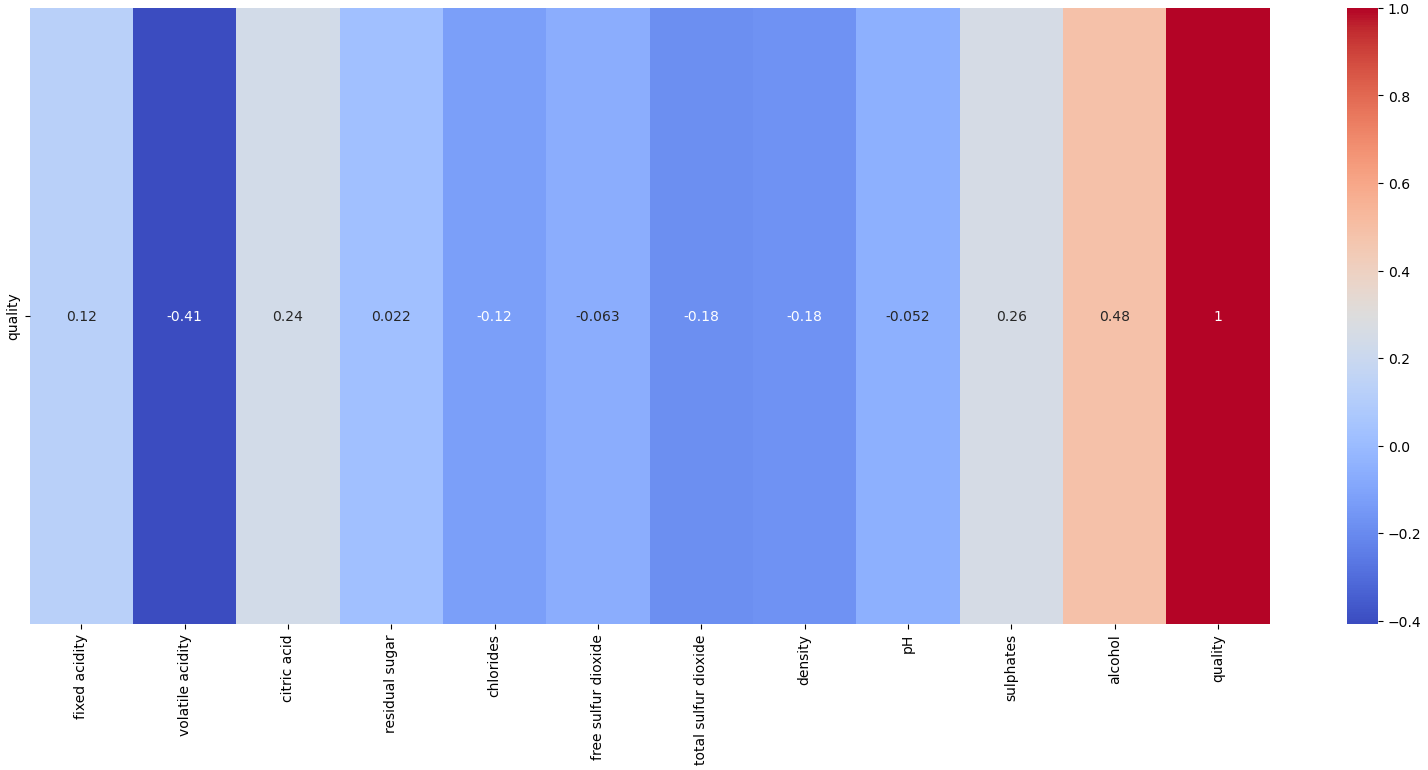 quality
0.12 -0.41 0.24 0.022 -0.12 -0.063 -0.18 -0.18 -0.052 0.26 0.48 1
fixed acidity
volatile acidity
citric acid
residual sugar
chlorides
free sulfur dioxide
total sulfur dioxide
density
pH
sulphates
alcohol
quality
1.0
0.8
0.6
0.4
0.2
0.0
−0.2
−0.4